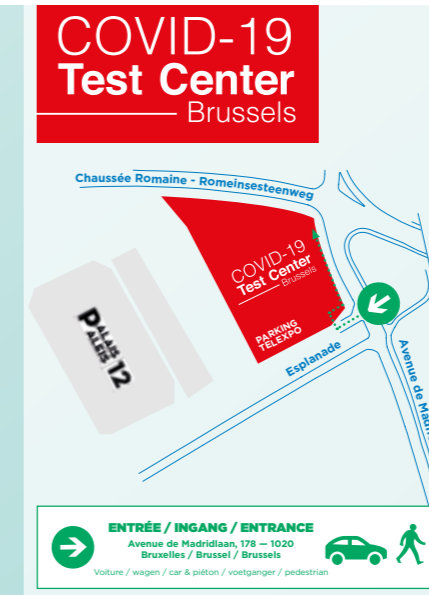 COVID-19
Test Center
Brussels
Chaussée Romaine - Romeinsesteenweg
COVID-19
Test Center
Brussels
PARKING
TELEXPO
PALAIS 12
PALEIS
Esplanade
Avenue de
ENTRÉE / INGANG / ENTRANCE
Avenue de Madridlaan, 178 — 1020
Bruxelles / Brussel / Brussels
Voiture / wagen / car & piéton / voetganger / pedestrian